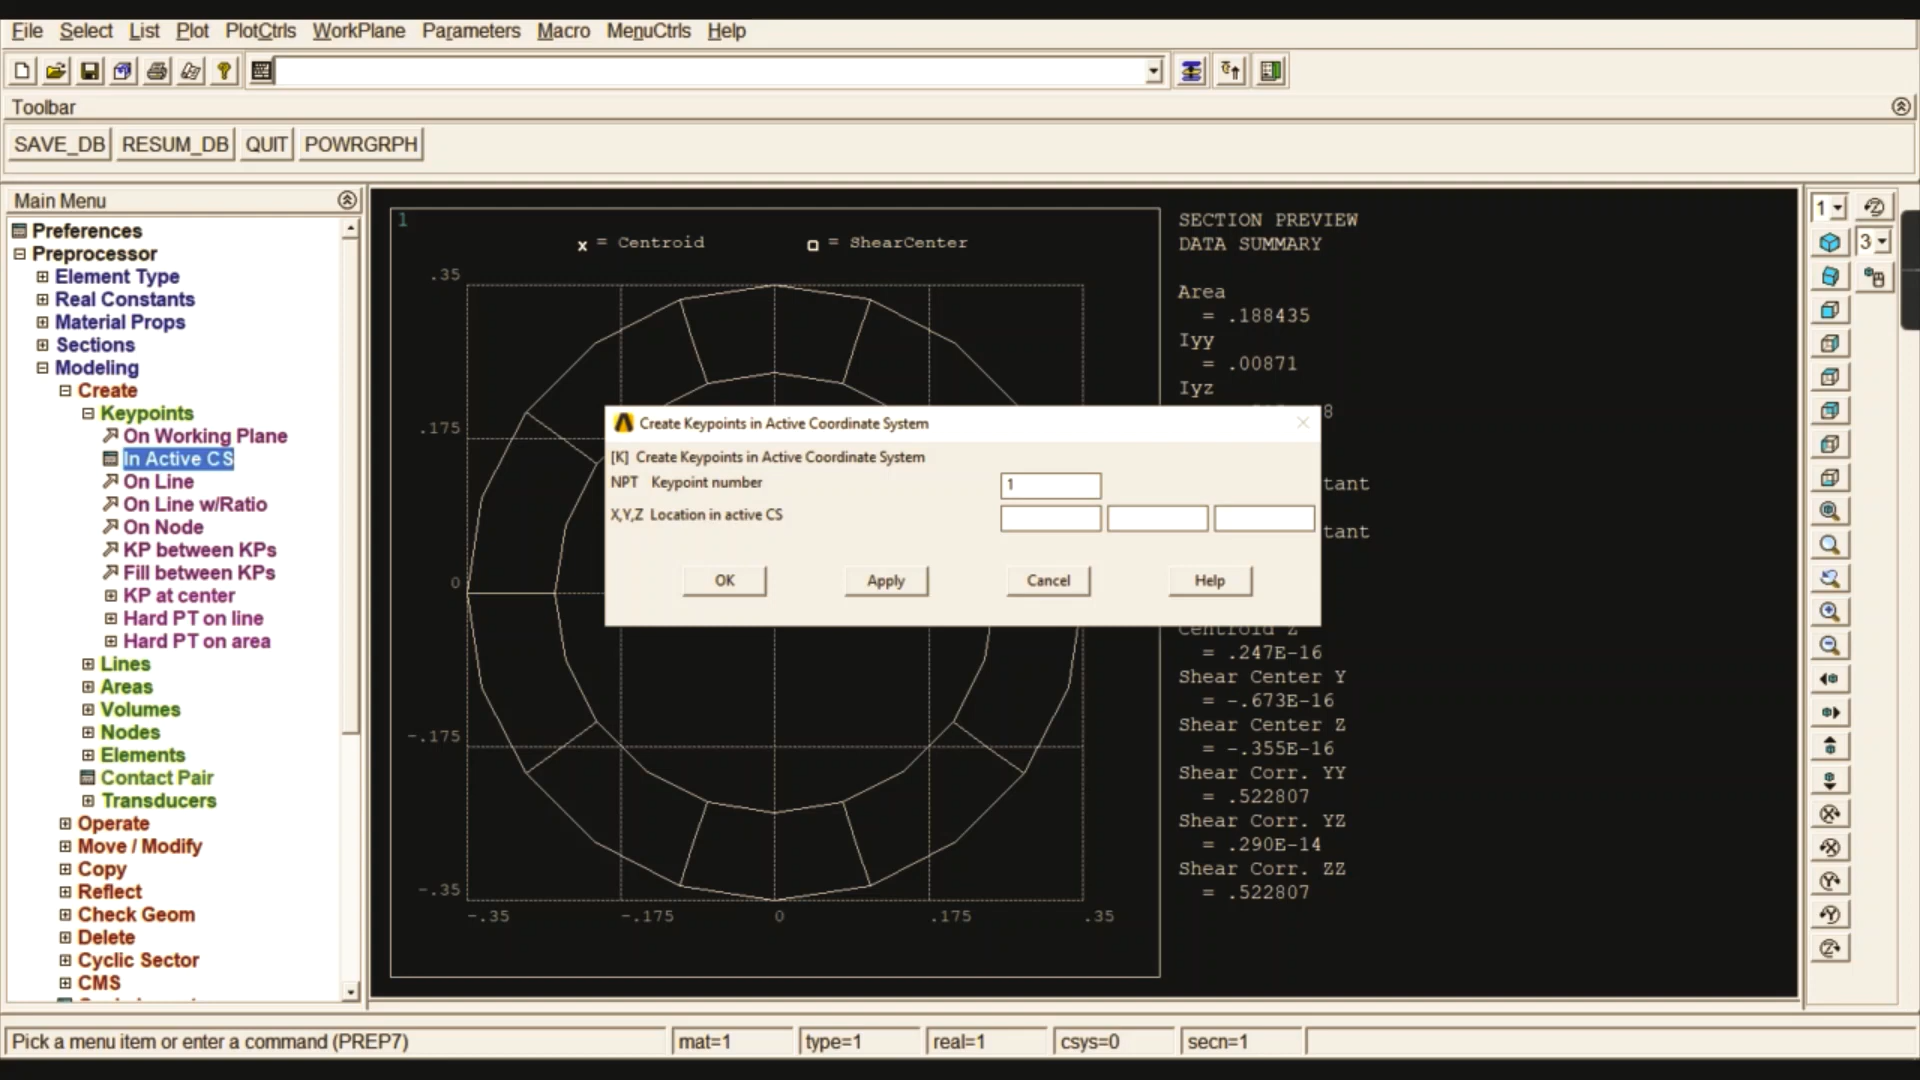 File Select List Plot PlotCtrls WorkPlane Parameters Macro MenuCtrls Help
Toolbar
SAVE_DB RESUM_DB QUIT POWRGRPH
Main Menu
Preferences
Preprocessor
Element Type
Real Constants
Material Props
Sections
Modeling
Create
Keypoints
On Working Plane
In Active CS
On Line
On Line w/Ratio
On Node
KP between KPs
Fill between KPs
KP at center
Hard PT on line
Hard PT on area
Lines
Areas
Volumes
Nodes
Elements
Contact Pair
Transducers
Operate
Move / Modify
Copy
Reflect
Check Geom
Delete
Cyclic Sector
CMS
1
x = Centroid
= ShearCenter
.35
.175
0
-.175
-.35
-.35 -.175 0 .175 .35
SECTION PREVIEW
DATA SUMMARY
Area
= .188435
Iyy
= .00871
Iyz
8
tant
tant
Centroid Z
= .247E-16
Shear Center Y
= -.673E-16
Shear Center Z
= -.355E-16
Shear Corr. YY
= .522807
Shear Corr. YZ
= .290E-14
Shear Corr. ZZ
= .522807
Create Keypoints in Active Coordinate System
[K] Create Keypoints in Active Coordinate System
NPT Keypoint number 1
X,Y,Z Location in active CS
OK Apply Cancel Help
1
3
Pick a menu item or enter a command (PREP7) mat=1 type=1 real=1 csys=0 secn=1